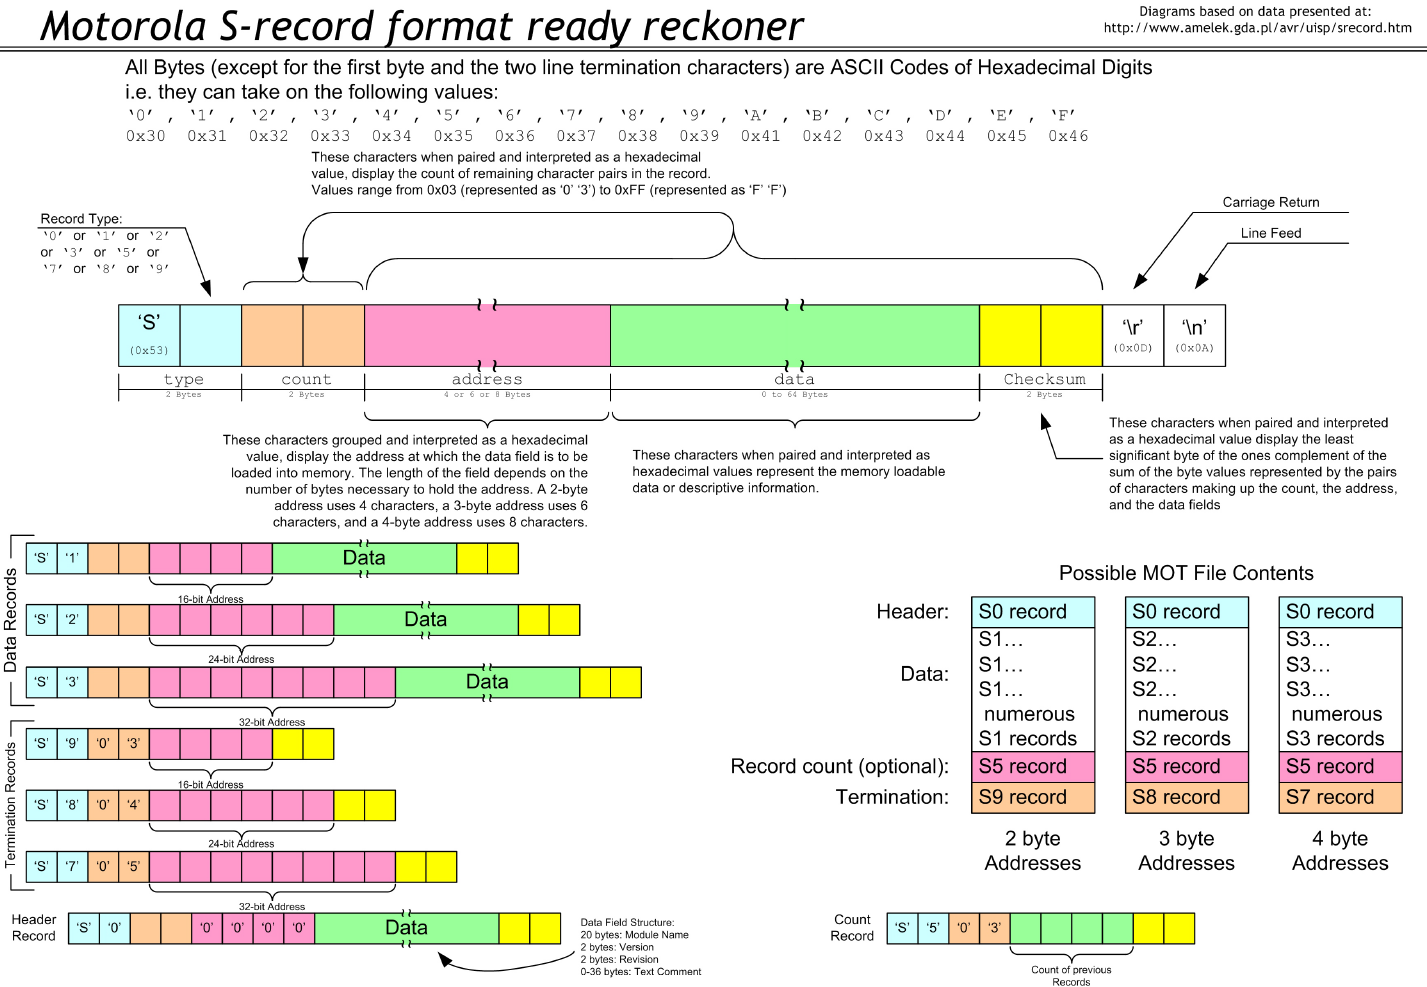 Motorola S-record format ready reckoner
Diagrams based on data presented at:
http://www.amelek.gda.pl/avr/uisp/srecord.htm
All Bytes (except for the first byte and the two line termination characters) are ASCII Codes of Hexadecimal Digits
i.e. they can take on the following values:
‘0’ , ‘1’ , ‘2’ , ‘3’ , ‘4’ , ‘5’ , ‘6’ , ‘7’ , ‘8’ , ‘9’ , ‘A’ , ‘B’ , ‘C’ , ‘D’ , ‘E’ , ‘F’
0x30 0x31 0x32 0x33 0x34 0x35 0x36 0x37 0x38 0x39 0x41 0x42 0x43 0x44 0x45 0x46
These characters when paired and interpreted as a hexadecimal
value, display the count of remaining character pairs in the record.
Values range from 0x03 (represented as ‘0’ ‘3’) to 0xFF (represented as ‘F’ ‘F’)
Record Type:
‘0’ or ‘1’ or ‘2’
or ‘3’ or ‘5’ or
‘7’ or ‘8’ or ‘9’
Carriage Return
Line Feed
‘S’ ‘\r’ ‘\n’
(0x53) (0x0D) (0x0A)
type count address data Checksum
2 Bytes 2 Bytes 4 or 6 or 8 Bytes 0 to 64 Bytes 2 Bytes
These characters grouped and interpreted as a hexadecimal
value, display the address at which the data field is to be
loaded into memory. The length of the field depends on the
number of bytes necessary to hold the address. A 2-byte
address uses 4 characters, a 3-byte address uses 6
characters, and a 4-byte address uses 8 characters.
These characters when paired and interpreted as
hexadecimal values represent the memory loadable
data or descriptive information.
These characters when paired and interpreted
as a hexadecimal value display the least
significant byte of the ones complement of the
sum of the byte values represented by the pairs
of characters making up the count, the address,
and the data fields
Data Records
‘S’ ‘1’ Data
16-bit Address
‘S’ ‘2’ Data
24-bit Address
‘S’ ‘3’ Data
32-bit Address
Termination Records
‘S’ ‘9’ ‘0’ ‘3’
16-bit Address
‘S’ ‘8’ ‘0’ ‘4’
24-bit Address
‘S’ ‘7’ ‘0’ ‘5’
32-bit Address
Header
Record
‘S’ ‘0’ ‘0’ ‘0’ ‘0’ ‘0’ Data
Data Field Structure:
20 bytes: Module Name
2 bytes: Version
2 bytes: Revision
0-36 bytes: Text Comment
Possible MOT File Contents
Header: S0 record S0 record S0 record
S1... S2... S3...
Data: S1... S2... S3...
S1... S2... S3...
numerous numerous numerous
S1 records S2 records S3 records
Record count (optional): S5 record S5 record S5 record
Termination: S9 record S8 record S7 record
2 byte 3 byte 4 byte
Addresses Addresses Addresses
Count
Record
‘S’ ‘5’ ‘0’ ‘3’
Count of previous
Records